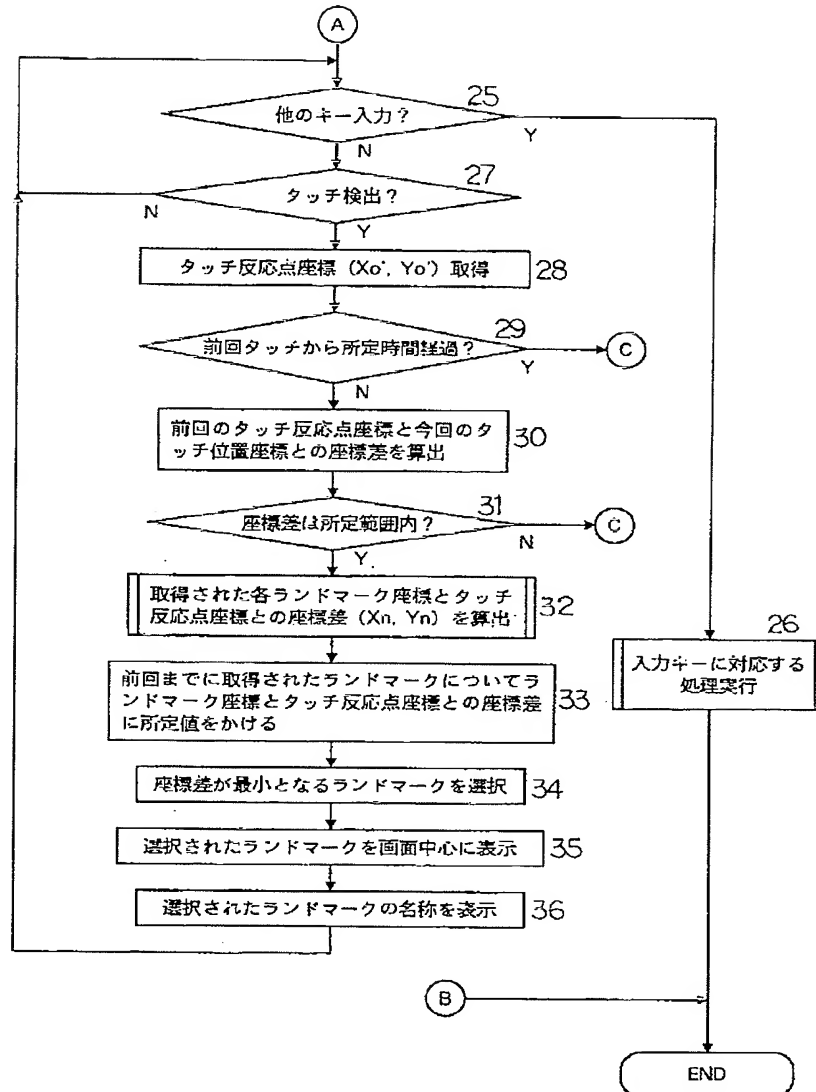 A
他のキー入力？
25
Y
N
タッチ検出？
27
N
Y
タッチ反応点座標（Xo', Yo'）取得
28
前回タッチから所定時間経過？
29
Y
C
N
前回のタッチ反応点座標と今回のタ
ッチ位置座標との座標差を算出
30
座標差は所定範囲内？
31
N
C
Y
取得された各ランドマーク座標とタッチ
反応点座標との座標差（Xn, Yn）を算出
32
26
入力キーに対応する
処理実行
前回までに取得されたランドマークについてラ
ンドマーク座標とタッチ反応点座標との座標差
に所定値をかける
33
座標差が最小となるランドマークを選択
34
選択されたランドマークを画面中心に表示
35
選択されたランドマークの名称を表示
36
B
END